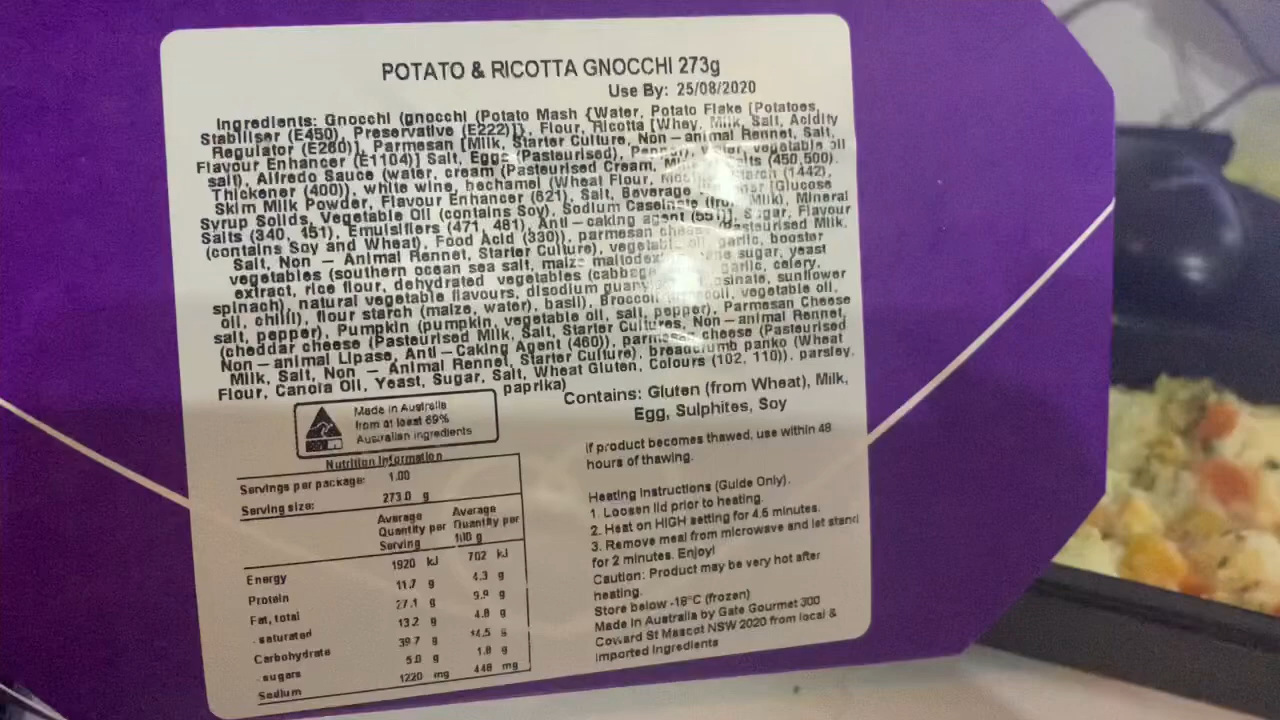 POTATO & RICOTTA GNOCCHI 273g
Use By: 25/08/2020
Ingredients: Gnocchi (gnocchi (Potato Mash {Water, Potato Flake [Potatoes,
Stabiliser (E450), Preservative (E222)]}, Flour, Ricotta [Whey, Milk, Salt, Acidity
Regulator (E260)], Parmesan [Milk, Starter Culture, Non - animal Rennet, Salt,
Flavour Enhancer (E1104)] Salt, Eggs (Pasteurised), water, vegetable oil
salt), Alfredo Sauce (water, cream (Pasteurised Cream, (450,500),
Thickener (400)), white wine, bechamel (Wheat Flour, (1442),
Skim Milk Powder, Flavour Enhancer (621), Salt, Beverage [Glucose
Syrup Solids, Vegetable Oil (contains Soy), Sodium Caseinate (from Milk), Mineral
Salts (340, 451), Emulsifiers (471, 481), Anti - caking agent (551)], Sugar, Flavour
(contains Soy and Wheat), Food Acid (330)), parmesan cheese (Pasteurised Milk,
Salt, Non - Animal Rennet, Starter Culture), vegetable oil, garlic, booster
vegetables (southern ocean sea salt, maize maltodextrin, sugar, yeast
extract, rice flour, dehydrated vegetables (cabbage garlic, celery,
spinach), natural vegetable flavours, disodium sunflower
oil, chilli), flour starch (maize, water), basil), Broccoli vegetable oil,
salt, pepper), Pumpkin (pumpkin, vegetable oil, salt, pepper), Parmesan Cheese
(cheddar cheese (Pasteurised Milk, Salt, Starter Cultures, Non - animal Rennet,
Non - animal Lipase, Anti - Caking Agent (460)), parmesan cheese (Pasteurised
Milk, Salt, Non - Animal Rennet, Starter Culture), breadcrumb panko (Wheat
Flour, Canola Oil, Yeast, Sugar, Salt, Wheat Gluten, Colours (102, 110)), parsley,
paprika)
Made in Australia
from at least 69%
Australian ingredients
Contains: Gluten (from Wheat), Milk,
Egg, Sulphites, Soy
Nutrition Information
Servings per package: 1.00
Serving size: 273.0 g
Average Quantity per Serving Average Quantity per 100 g
Energy 1920 kJ 702 kJ
Protein 11.7 g 4.3 g
Fat, total 27.1 g 9.9 g
- saturated 13.2 g 4.8 g
Carbohydrate 39.7 g 14.5 g
- sugars 5.0 g 1.8 g
Sodium 1220 mg 448 mg
If product becomes thawed, use within 48
hours of thawing.
Heating Instructions (Guide Only).
1. Loosen lid prior to heating.
2. Heat on HIGH setting for 4.5 minutes.
3. Remove meal from microwave and let stand
for 2 minutes. Enjoy!
Caution: Product may be very hot after
heating.
Store below -18°C (frozen)
Made in Australia by Gate Gourmet 300
Coward St Mascot NSW 2020 from local &
imported ingredients